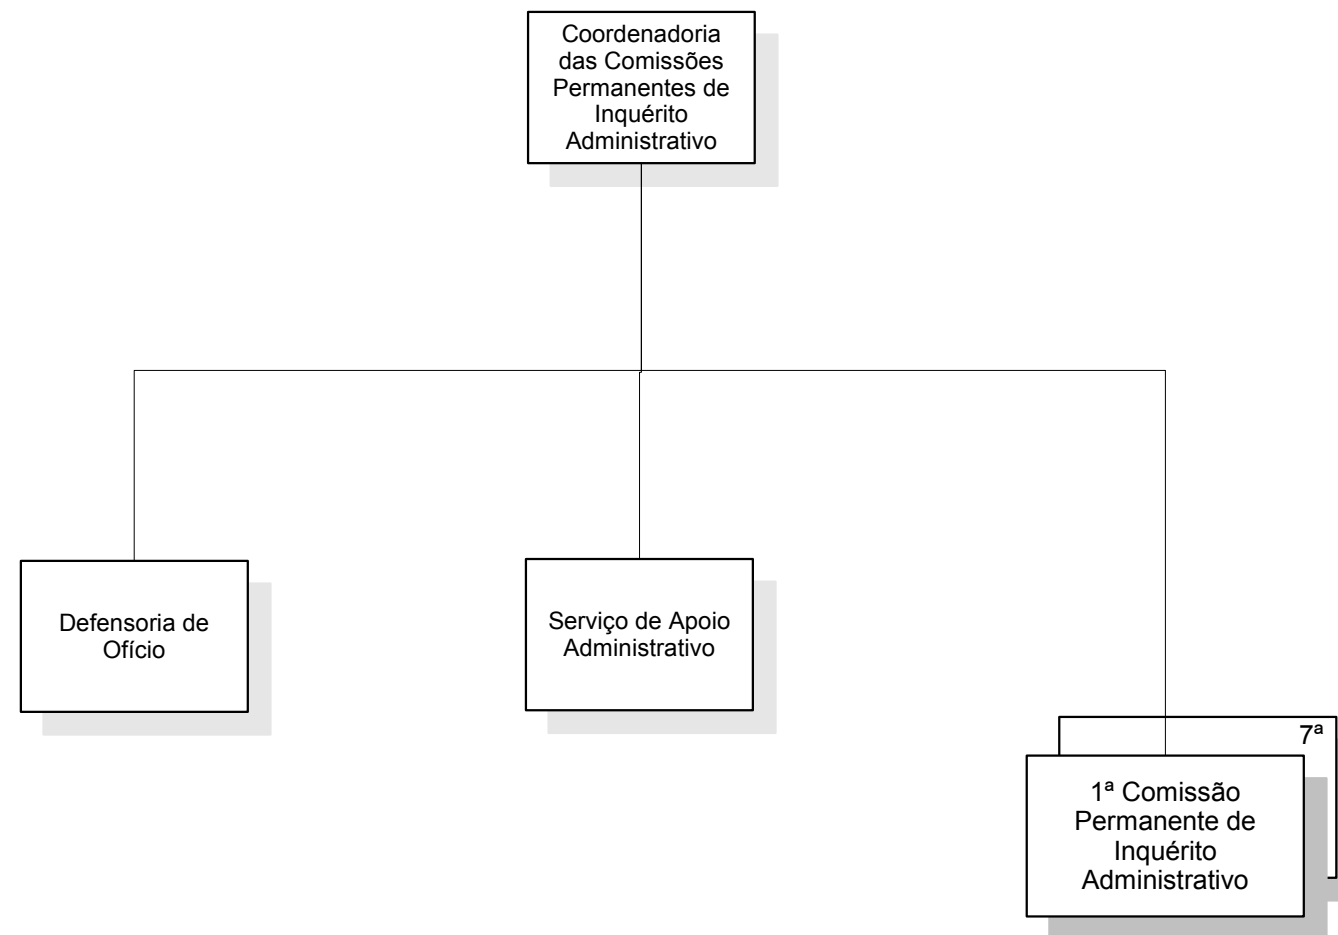 Coordenadoria
das Comissões
Permanentes de
Inquérito
Administrativo
Defensoria de
Ofício
Serviço de Apoio
Administrativo
7ª
1ª Comissão
Permanente de
Inquérito
Administrativo